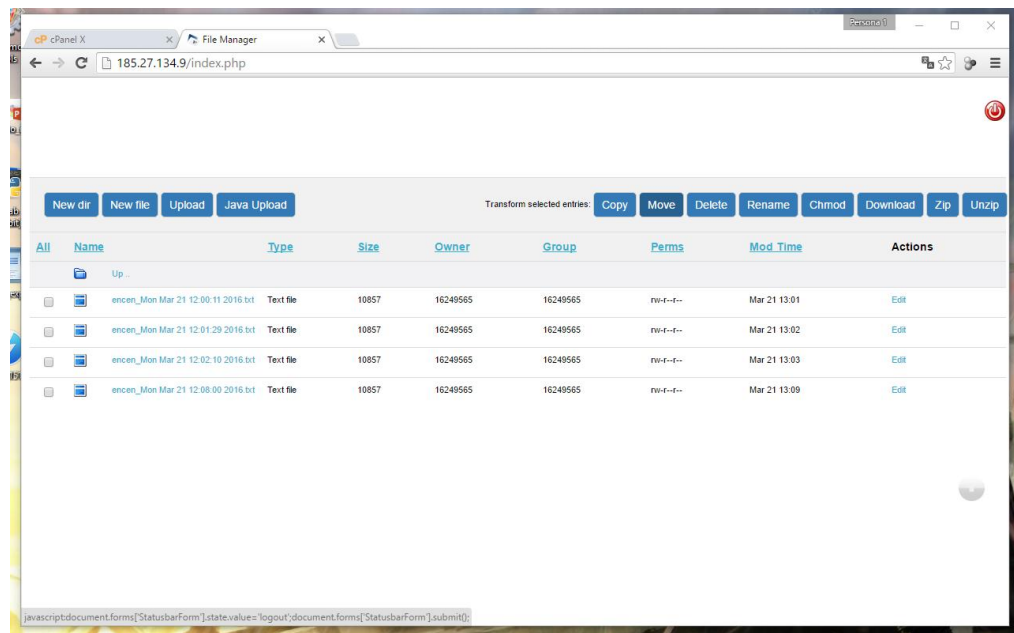 Persona 1
cPanel X
File Manager
185.27.134.9/index.php
New dir New file Upload Java Upload Transform selected entries: Copy Move Delete Rename Chmod Download Zip Unzip
All Name Type Size Owner Group Perms Mod Time Actions
Up ..
encen_Mon Mar 21 12:00:11 2016.txt Text file 10857 16249565 16249565 rw-r--r-- Mar 21 13:01 Edit
encen_Mon Mar 21 12:01:29 2016.txt Text file 10857 16249565 16249565 rw-r--r-- Mar 21 13:02 Edit
encen_Mon Mar 21 12:02:10 2016.txt Text file 10857 16249565 16249565 rw-r--r-- Mar 21 13:03 Edit
encen_Mon Mar 21 12:08:00 2016.txt Text file 10857 16249565 16249565 rw-r--r-- Mar 21 13:09 Edit
javascript:document.forms['StatusbarForm'].state.value='logout';document.forms['StatusbarForm'].submit();